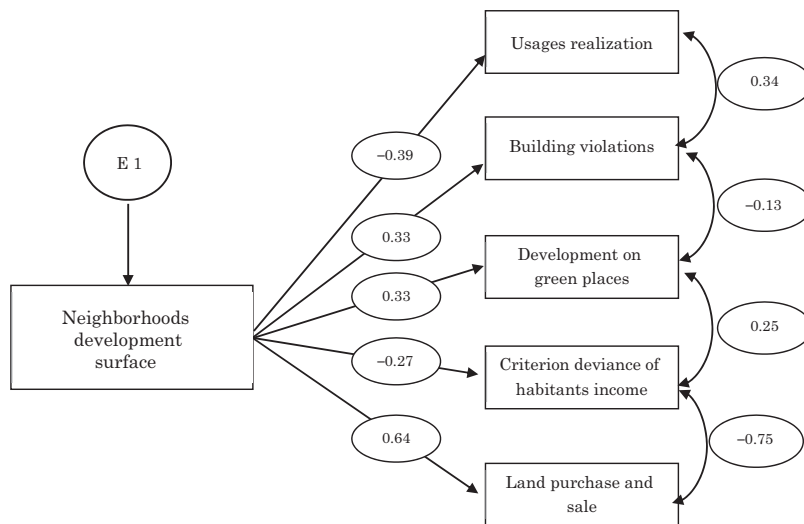 Usages realization
0.34
E 1
−0.39
Building violations
−0.13
0.33
Development on
green places
0.33
Neighborhoods
development
surface
0.25
−0.27
Criterion deviance of
habitants income
0.64
−0.75
Land purchase and
sale